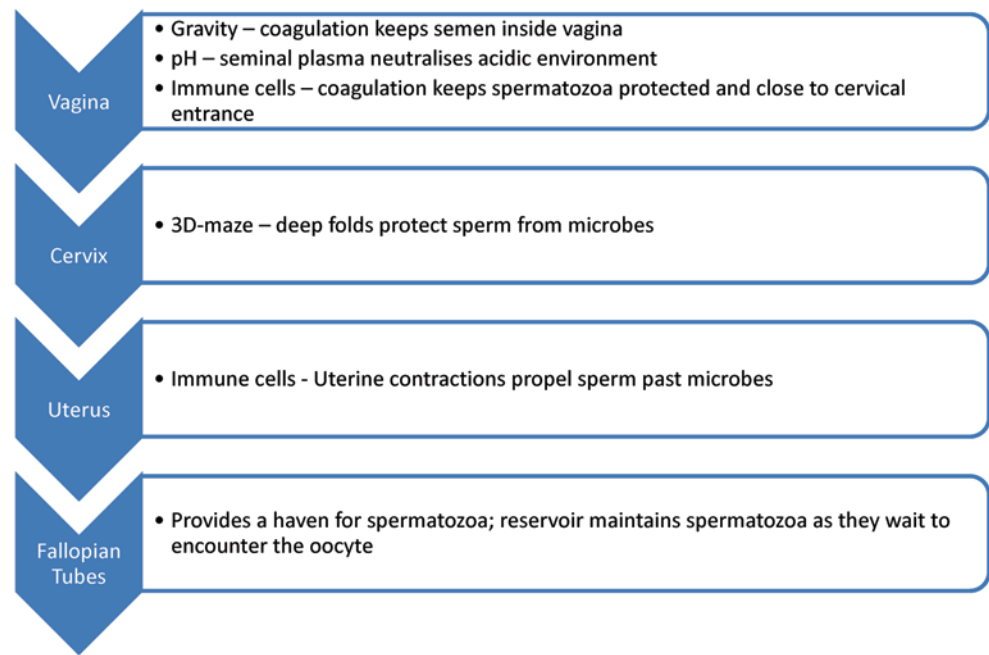 Vagina
• Gravity – coagulation keeps semen inside vagina
• pH – seminal plasma neutralises acidic environment
• Immune cells – coagulation keeps spermatozoa protected and close to cervical
entrance
Cervix
• 3D-maze – deep folds protect sperm from microbes
Uterus
• Immune cells - Uterine contractions propel sperm past microbes
Fallopian
Tubes
• Provides a haven for spermatozoa; reservoir maintains spermatozoa as they wait to
encounter the oocyte